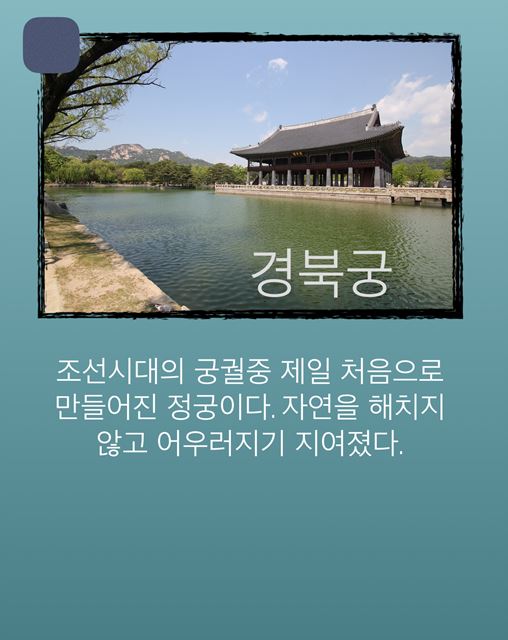 경북궁
조선시대의 궁궐중 제일 처음으로
만들어진 정궁이다. 자연을 해치지
않고 어우러지기 지여졌다.